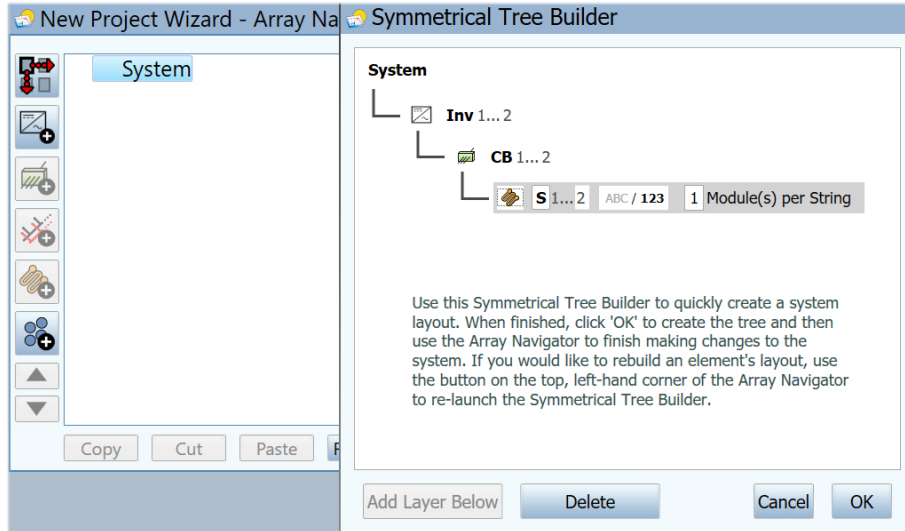 New Project Wizard - Array Na
Symmetrical Tree Builder
System
System
Inv 1... 2
CB 1... 2
S 1... 2 ABC / 123 1 Module(s) per String
Use this Symmetrical Tree Builder to quickly create a system
layout. When finished, click 'OK' to create the tree and then
use the Array Navigator to finish making changes to the
system. If you would like to rebuild an element's layout, use
the button on the top, left-hand corner of the Array Navigator
to re-launch the Symmetrical Tree Builder.
Copy Cut Paste
Add Layer Below Delete Cancel OK